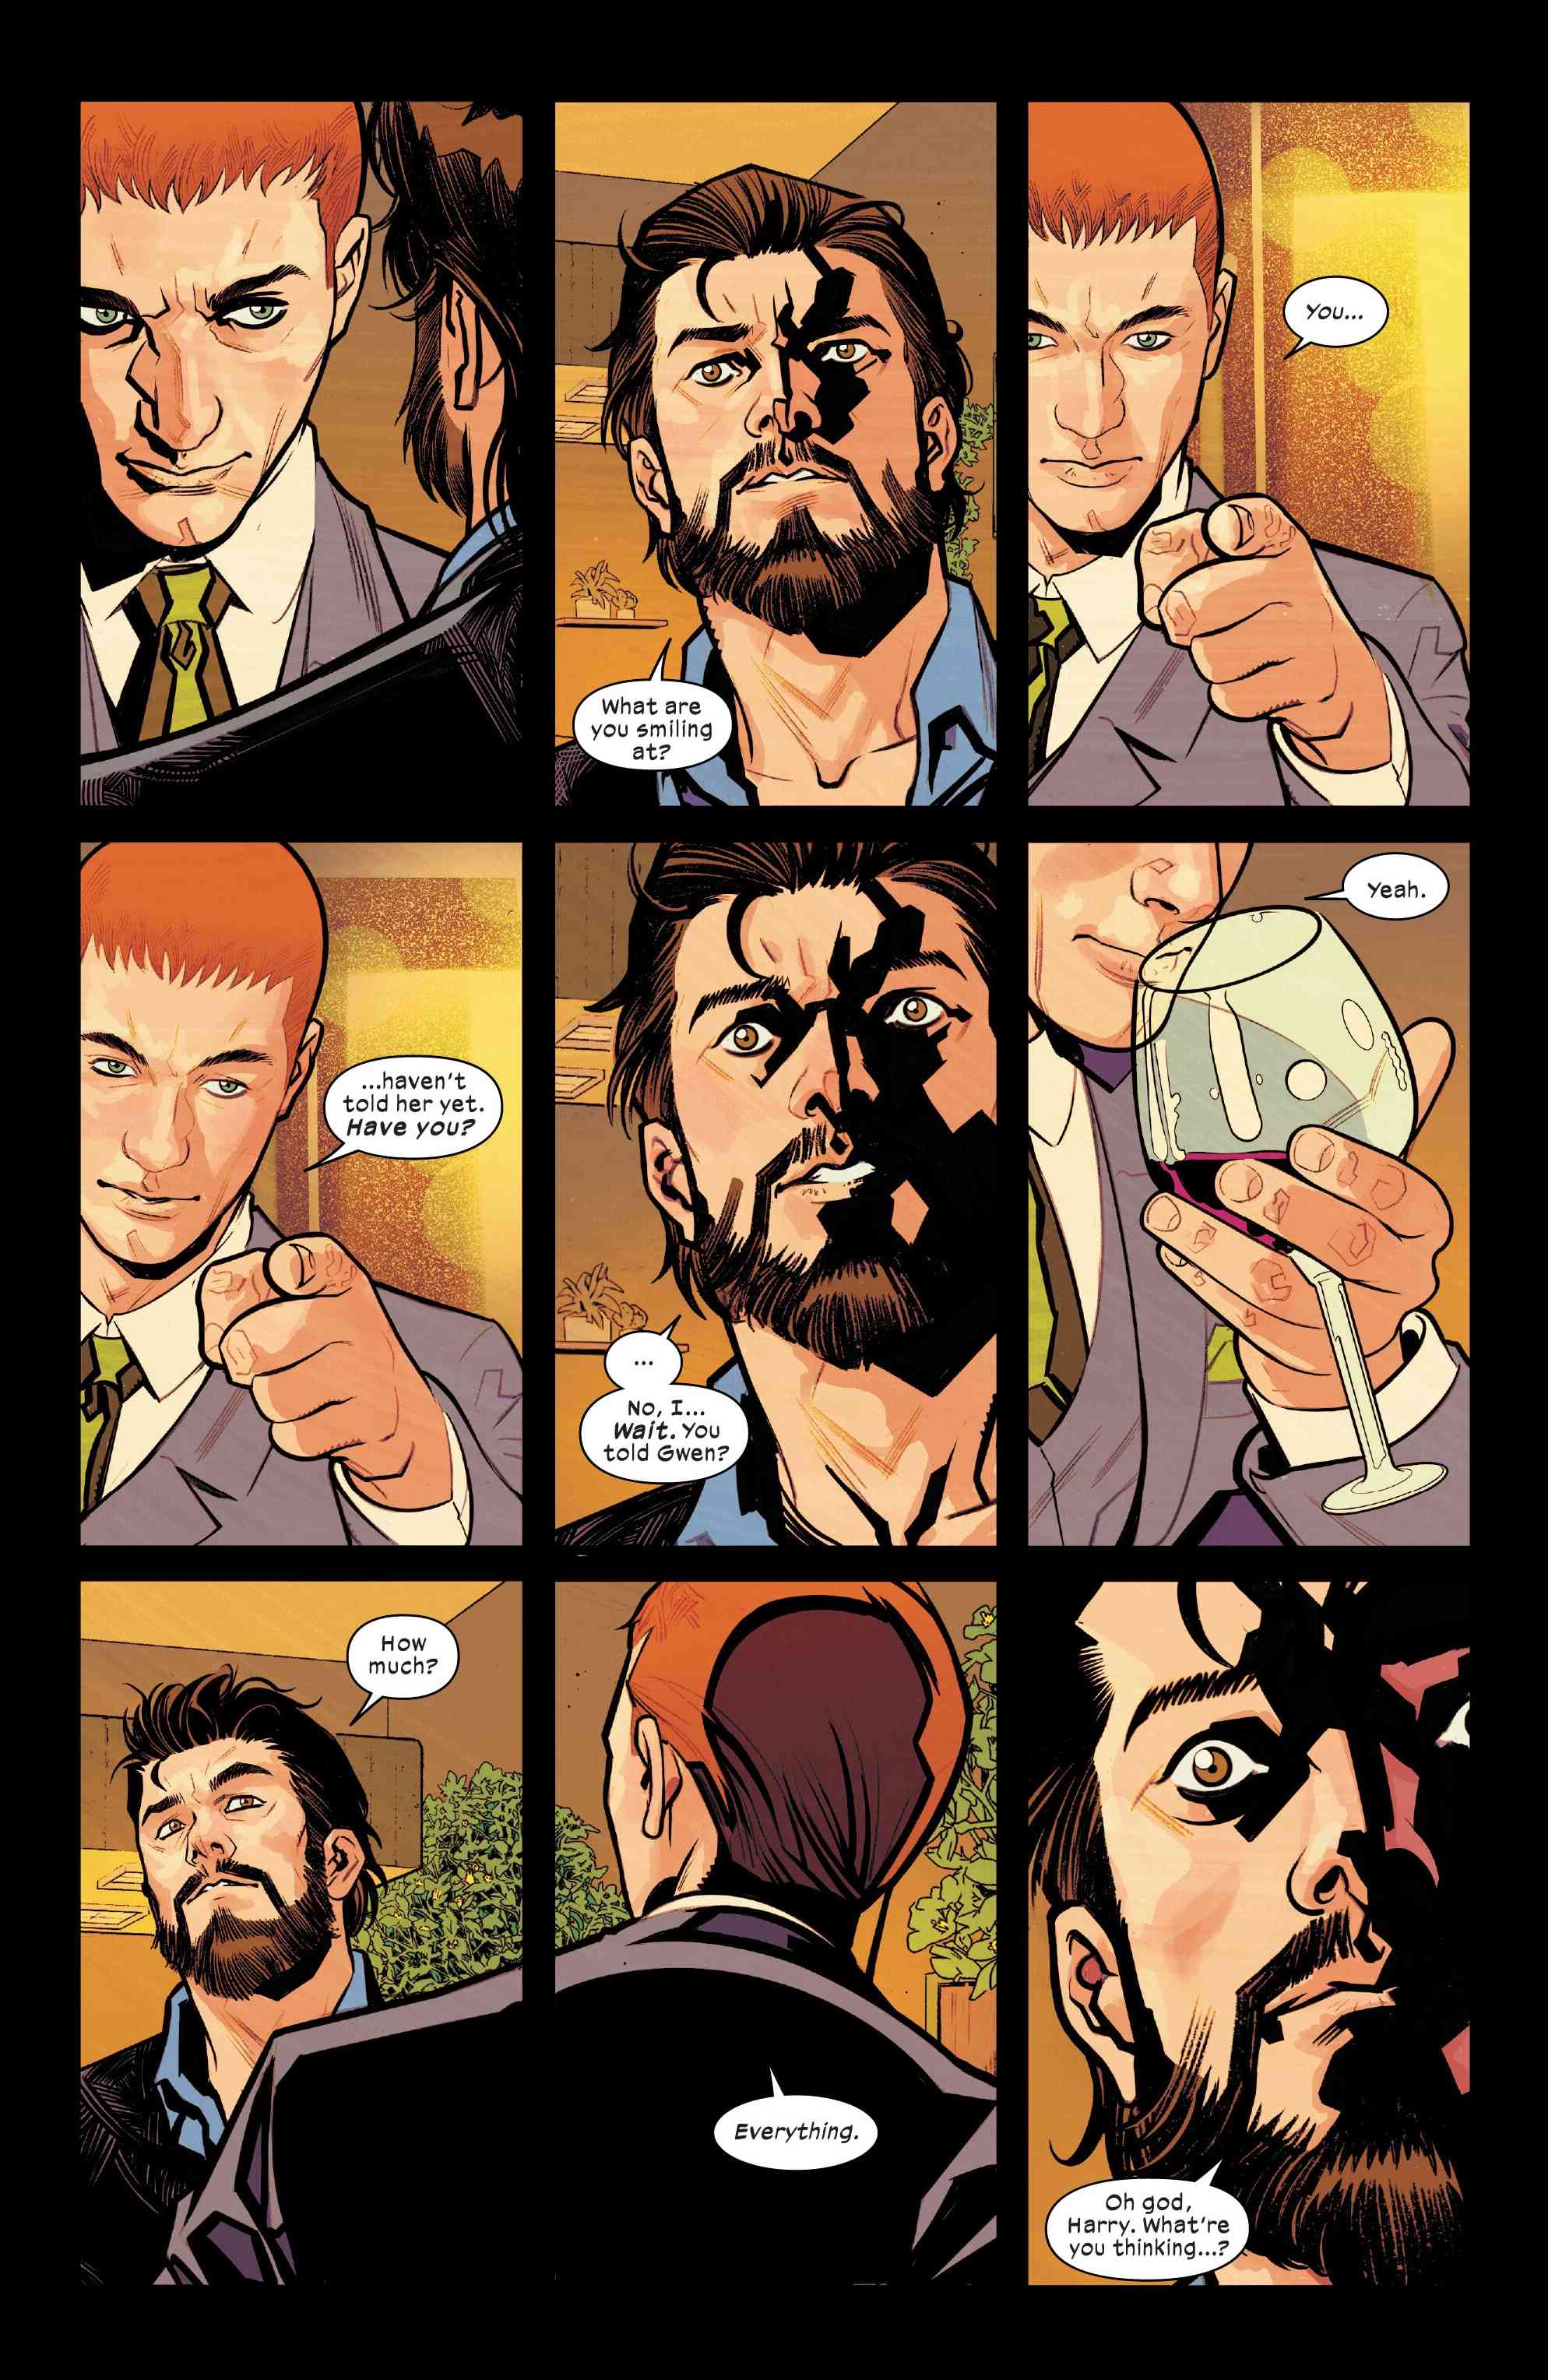 What are
you smiling
at?
You...
...haven't
told her yet.
Have you?
...
No, I...
Wait. You
told Gwen?
Yeah.
How
much?
Everything.
Oh god,
Harry. What're
you thinking...?